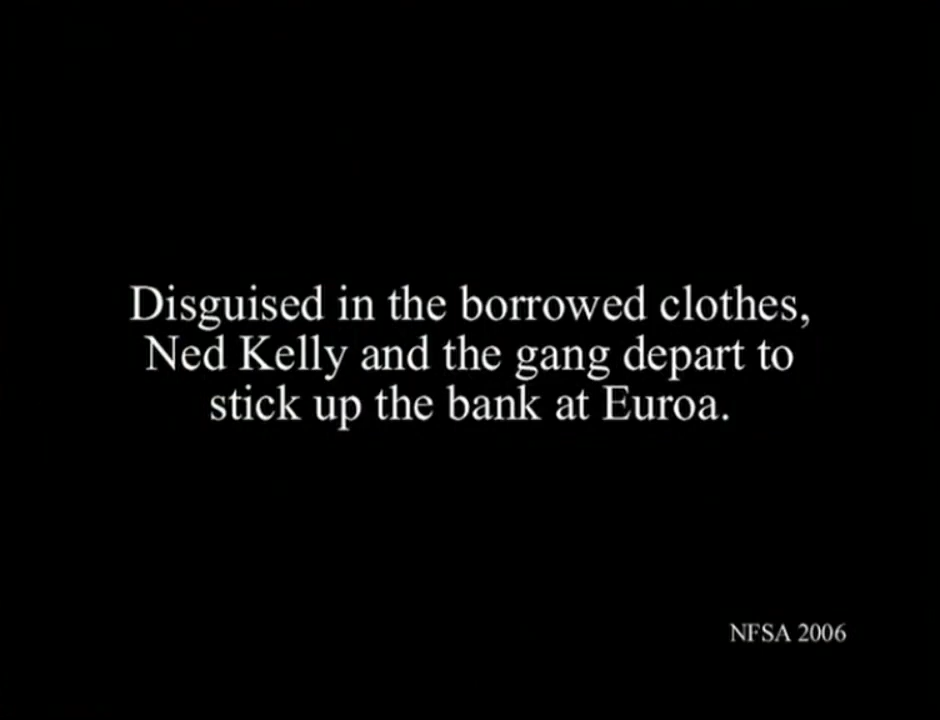 Disguised in the borrowed clothes,
Ned Kelly and the gang depart to
stick up the bank at Euroa.
NFSA 2006